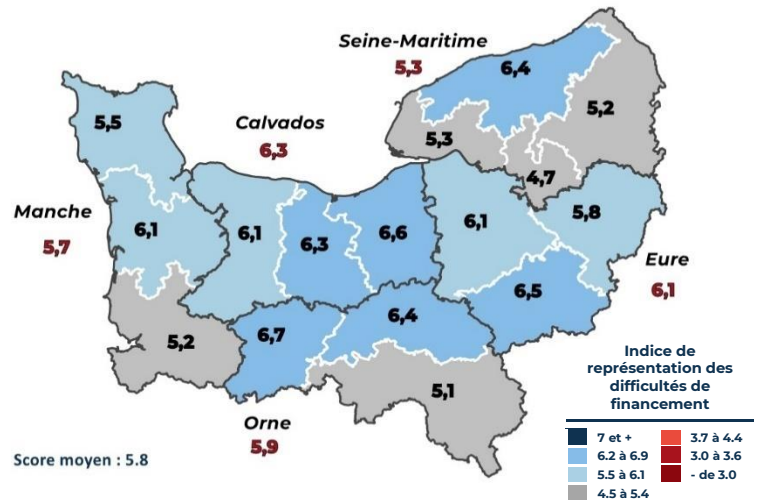 Seine-Maritime
5,3
6,4
5,2
5,3
4,7
5,5
Calvados
6,3
Manche
5,7
6,1
6,1
6,3
6,6
6,1
5,8
Eure
6,1
6,5
5,2
6,7
6,4
5,1
Orne
5,9
Score moyen : 5.8
Indice de
représentation des
difficultés de
financement
7 et + 3.7 à 4.4
6.2 à 6.9 3.0 à 3.6
5.5 à 6.1 - de 3.0
4.5 à 5.4